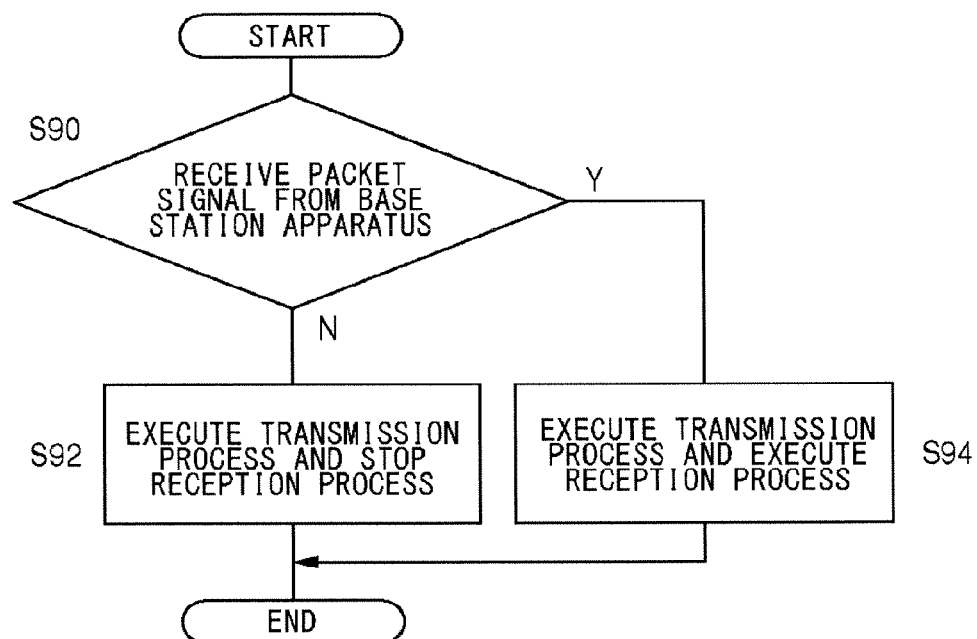 START
S90
RECEIVE PACKET
SIGNAL FROM BASE
STATION APPARATUS
Y
N
S92
EXECUTE TRANSMISSION
PROCESS AND STOP
RECEPTION PROCESS
EXECUTE TRANSMISSION
PROCESS AND EXECUTE
RECEPTION PROCESS
S94
END